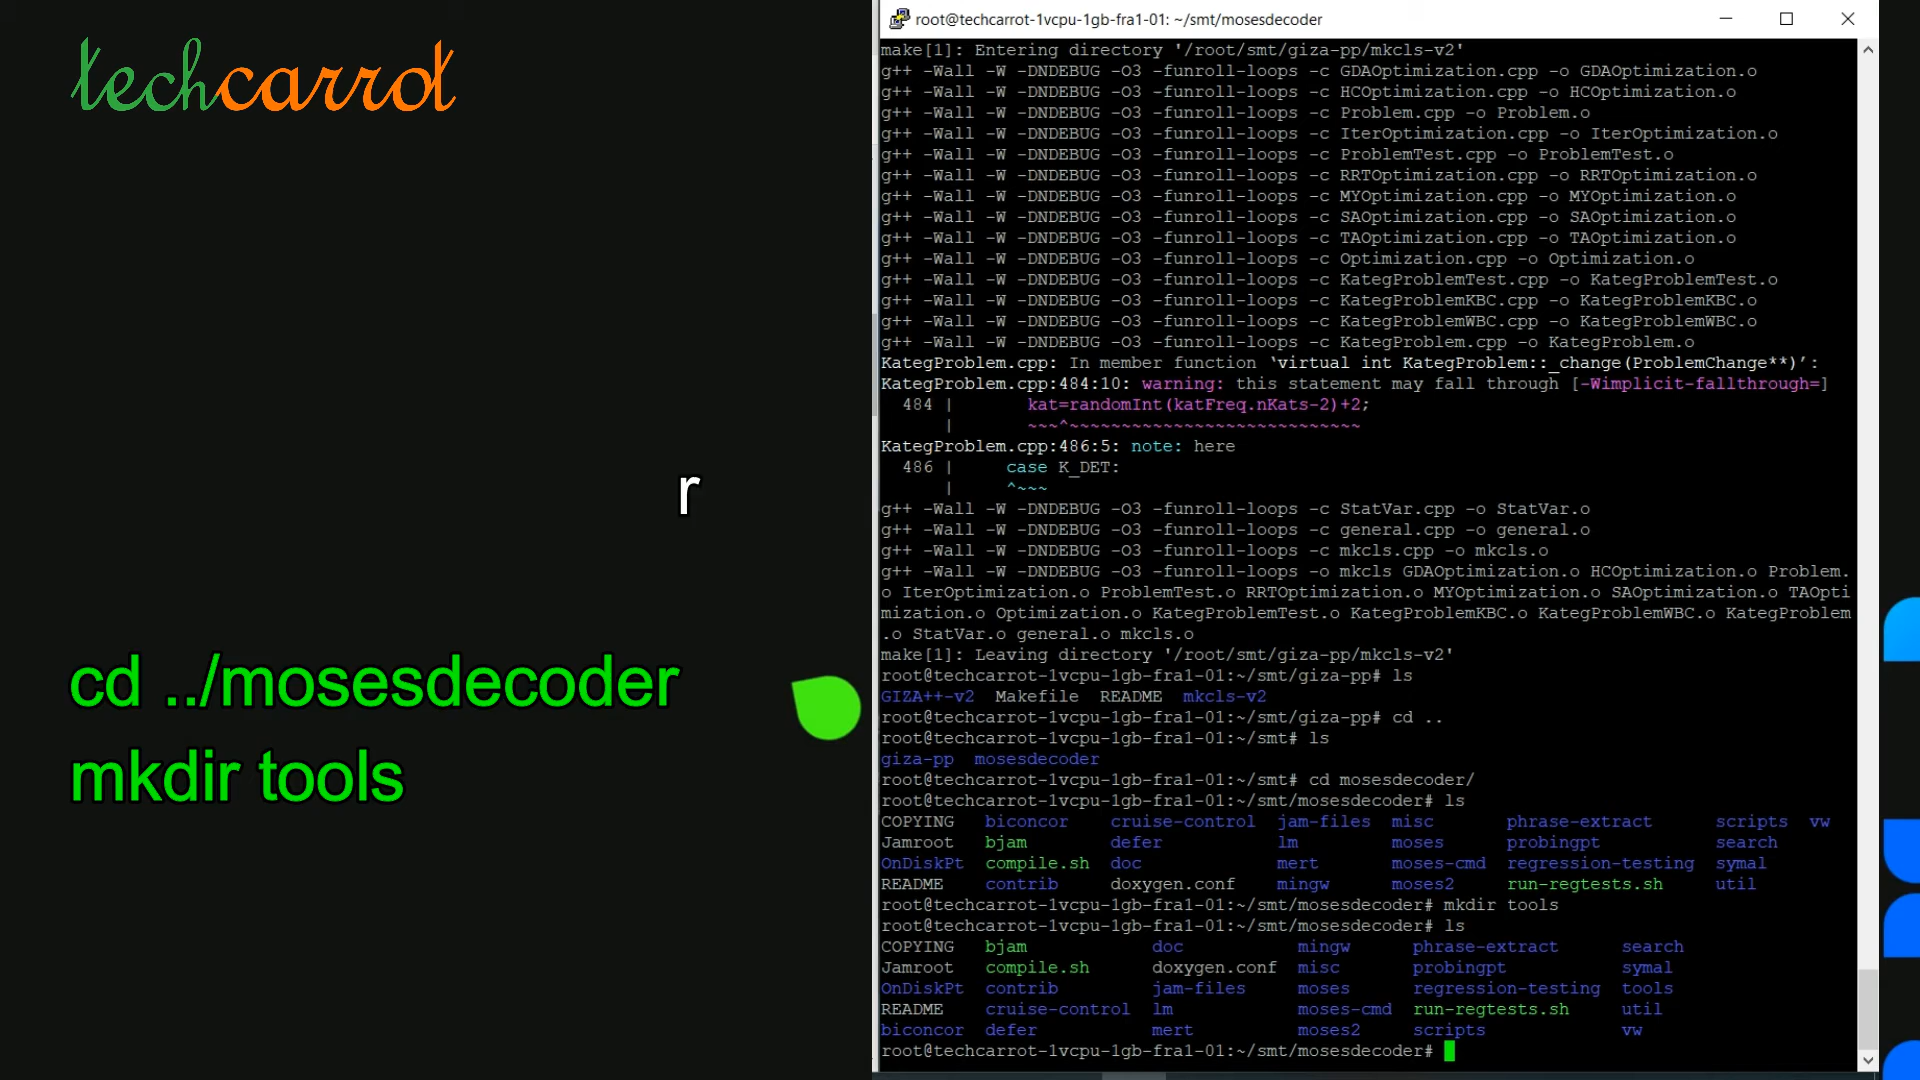 techcarrot
r
cd ../mosesdecoder
mkdir tools
root@techcarrot-1vcpu-1gb-fra1-01: ~/smt/mosesdecoder
make[1]: Entering directory '/root/smt/giza-pp/mkcls-v2'
g++ -Wall -W -DNDEBUG -O3 -funroll-loops -c GDAOptimization.cpp -o GDAOptimization.o
g++ -Wall -W -DNDEBUG -O3 -funroll-loops -c HCOptimization.cpp -o HCOptimization.o
g++ -Wall -W -DNDEBUG -O3 -funroll-loops -c Problem.cpp -o Problem.o
g++ -Wall -W -DNDEBUG -O3 -funroll-loops -c IterOptimization.cpp -o IterOptimization.o
g++ -Wall -W -DNDEBUG -O3 -funroll-loops -c ProblemTest.cpp -o ProblemTest.o
g++ -Wall -W -DNDEBUG -O3 -funroll-loops -c RRTOptimization.cpp -o RRTOptimization.o
g++ -Wall -W -DNDEBUG -O3 -funroll-loops -c MYOptimization.cpp -o MYOptimization.o
g++ -Wall -W -DNDEBUG -O3 -funroll-loops -c SAOptimization.cpp -o SAOptimization.o
g++ -Wall -W -DNDEBUG -O3 -funroll-loops -c TAOptimization.cpp -o TAOptimization.o
g++ -Wall -W -DNDEBUG -O3 -funroll-loops -c Optimization.cpp -o Optimization.o
g++ -Wall -W -DNDEBUG -O3 -funroll-loops -c KategProblemTest.cpp -o KategProblemTest.o
g++ -Wall -W -DNDEBUG -O3 -funroll-loops -c KategProblemKBC.cpp -o KategProblemKBC.o
g++ -Wall -W -DNDEBUG -O3 -funroll-loops -c KategProblemWBC.cpp -o KategProblemWBC.o
g++ -Wall -W -DNDEBUG -O3 -funroll-loops -c KategProblem.cpp -o KategProblem.o
KategProblem.cpp: In member function ‘virtual int KategProblem::_change(ProblemChange**)’:
KategProblem.cpp:484:10: warning: this statement may fall through [-Wimplicit-fallthrough=]
484 | kat=randomInt(katFreq.nKats-2)+2;
| ~~~^~~~~~~~~~~~~~~~~~~~~~~~~~~~~
KategProblem.cpp:486:5: note: here
486 | case K_DET:
| ^~~~
g++ -Wall -W -DNDEBUG -O3 -funroll-loops -c StatVar.cpp -o StatVar.o
g++ -Wall -W -DNDEBUG -O3 -funroll-loops -c general.cpp -o general.o
g++ -Wall -W -DNDEBUG -O3 -funroll-loops -c mkcls.cpp -o mkcls.o
g++ -Wall -W -DNDEBUG -O3 -funroll-loops -o mkcls GDAOptimization.o HCOptimization.o Problem.
o IterOptimization.o ProblemTest.o RRTOptimization.o MYOptimization.o SAOptimization.o TAOpti
mization.o Optimization.o KategProblemTest.o KategProblemKBC.o KategProblemWBC.o KategProblem
.o StatVar.o general.o mkcls.o
make[1]: Leaving directory '/root/smt/giza-pp/mkcls-v2'
root@techcarrot-1vcpu-1gb-fra1-01:~/smt/giza-pp# ls
GIZA++-v2 Makefile README mkcls-v2
root@techcarrot-1vcpu-1gb-fra1-01:~/smt/giza-pp# cd ..
root@techcarrot-1vcpu-1gb-fra1-01:~/smt# ls
giza-pp mosesdecoder
root@techcarrot-1vcpu-1gb-fra1-01:~/smt# cd mosesdecoder/
root@techcarrot-1vcpu-1gb-fra1-01:~/smt/mosesdecoder# ls
COPYING biconcor cruise-control jam-files misc phrase-extract scripts vw
Jamroot bjam defer lm moses probingpt search
OnDiskPt compile.sh doc mert moses-cmd regression-testing symal
README contrib doxygen.conf mingw moses2 run-regtests.sh util
root@techcarrot-1vcpu-1gb-fra1-01:~/smt/mosesdecoder# mkdir tools
root@techcarrot-1vcpu-1gb-fra1-01:~/smt/mosesdecoder# ls
COPYING bjam doc mingw phrase-extract search
Jamroot compile.sh doxygen.conf misc probingpt symal
OnDiskPt contrib jam-files moses regression-testing tools
README cruise-control lm moses-cmd run-regtests.sh util
biconcor defer mert moses2 scripts vw
root@techcarrot-1vcpu-1gb-fra1-01:~/smt/mosesdecoder#